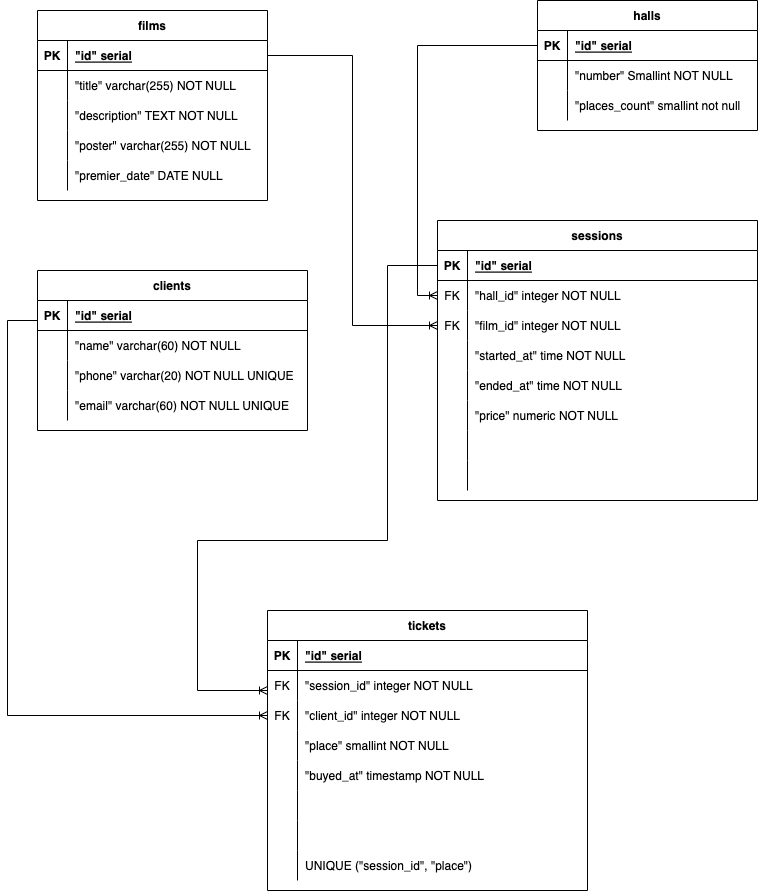 films
PK "id" serial
"title" varchar(255) NOT NULL
"description" TEXT NOT NULL
"poster" varchar(255) NOT NULL
"premier_date" DATE NULL
halls
PK "id" serial
"number" Smallint NOT NULL
"places_count" smallint not null
sessions
PK "id" serial
FK "hall_id" integer NOT NULL
FK "film_id" integer NOT NULL
"started_at" time NOT NULL
"ended_at" time NOT NULL
"price" numeric NOT NULL
clients
PK "id" serial
"name" varchar(60) NOT NULL
"phone" varchar(20) NOT NULL UNIQUE
"email" varchar(60) NOT NULL UNIQUE
tickets
PK "id" serial
FK "session_id" integer NOT NULL
FK "client_id" integer NOT NULL
"place" smallint NOT NULL
"buyed_at" timestamp NOT NULL
UNIQUE ("session_id", "place")